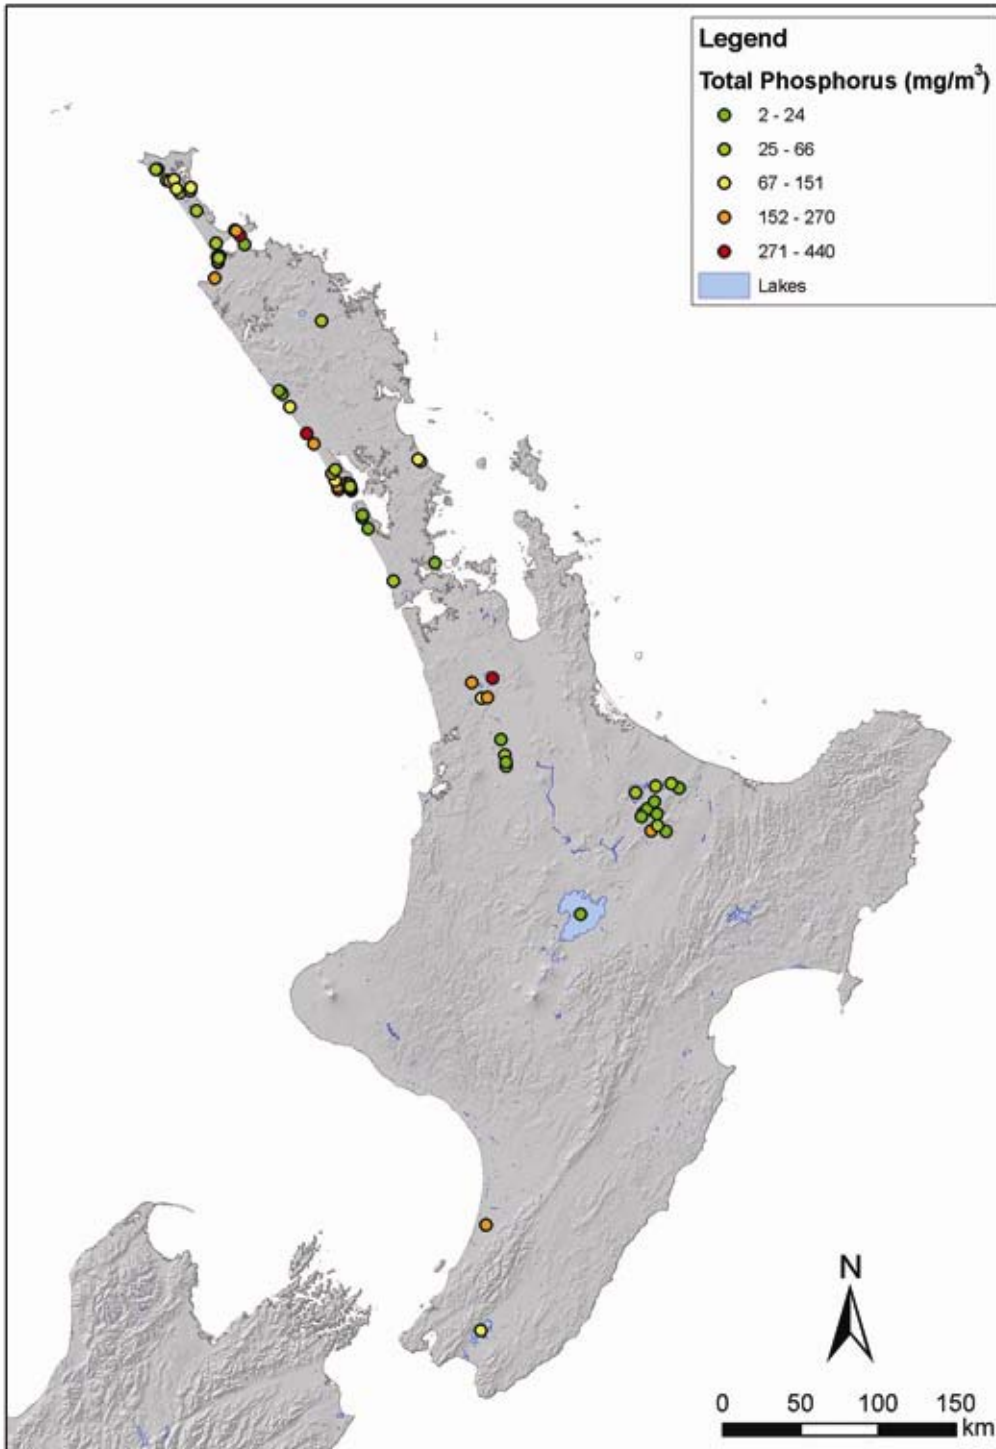 Legend
Total Phosphorus (mg/m³)
2 - 24
25 - 66
67 - 151
152 - 270
271 - 440
Lakes
N
0 50 100 150
km